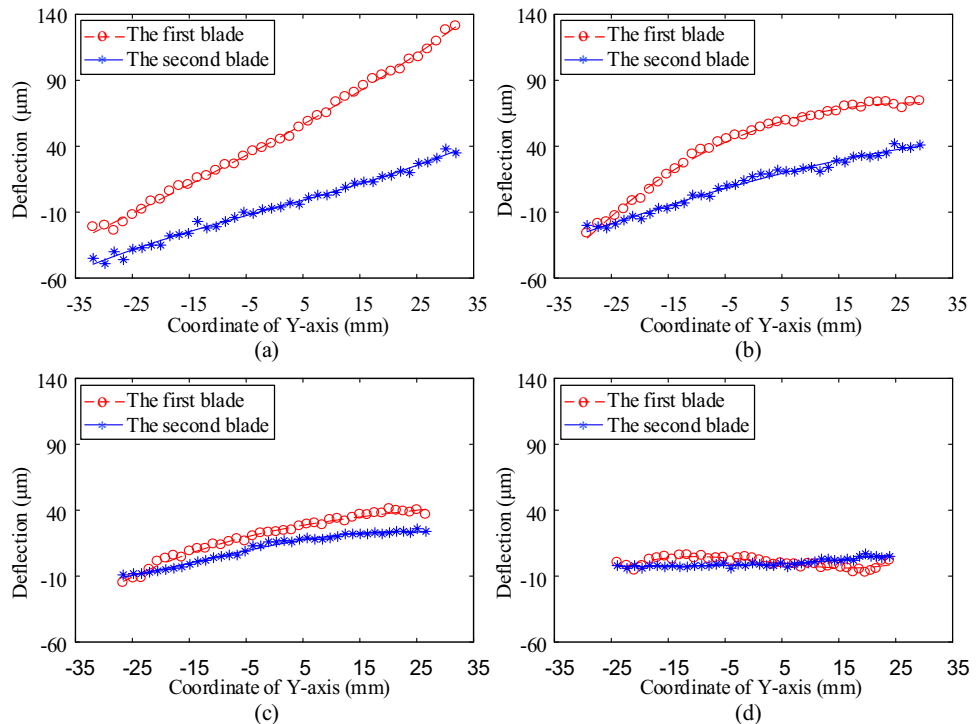 140
90
40
-10
-60
Deflection (μm)
The first blade
The second blade
-35 -25 -15 -5 5 15 25 35
Coordinate of Y-axis (mm)
(a)
140
90
40
-10
-60
Deflection (μm)
The first blade
The second blade
-35 -25 -15 -5 5 15 25 35
Coordinate of Y-axis (mm)
(b)
140
90
40
-10
-60
Deflection (μm)
The first blade
The second blade
-35 -25 -15 -5 5 15 25 35
Coordinate of Y-axis (mm)
(c)
140
90
40
-10
-60
Deflection (μm)
The first blade
The second blade
-35 -25 -15 -5 5 15 25 35
Coordinate of Y-axis (mm)
(d)